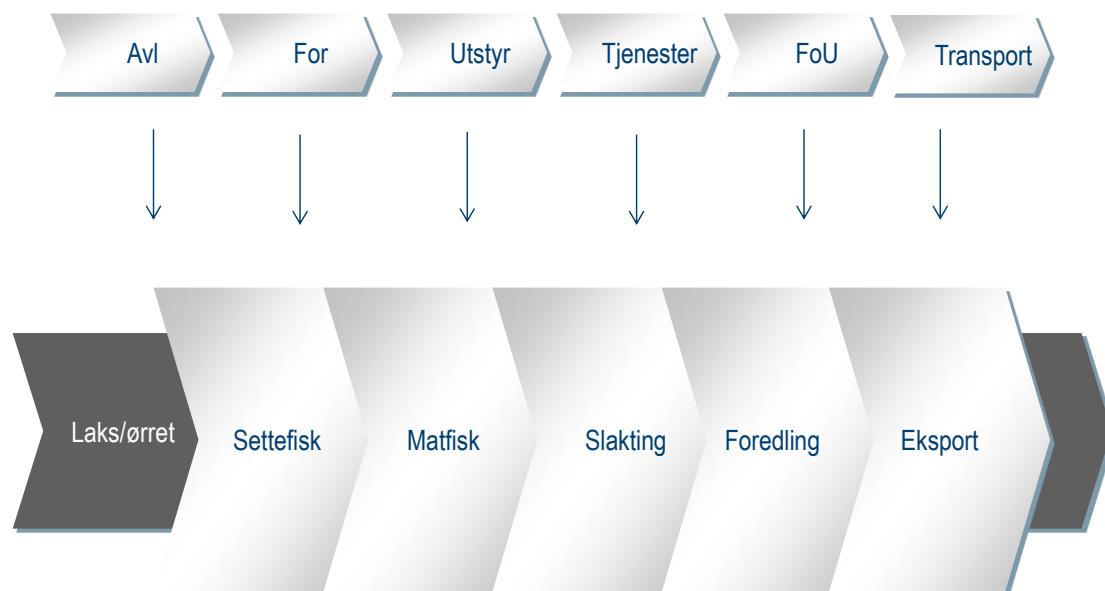 Avl
For
Utstyr
Tjenester
FoU
Transport
Laks/ørret
Settefisk
Matfisk
Slakting
Foredling
Eksport